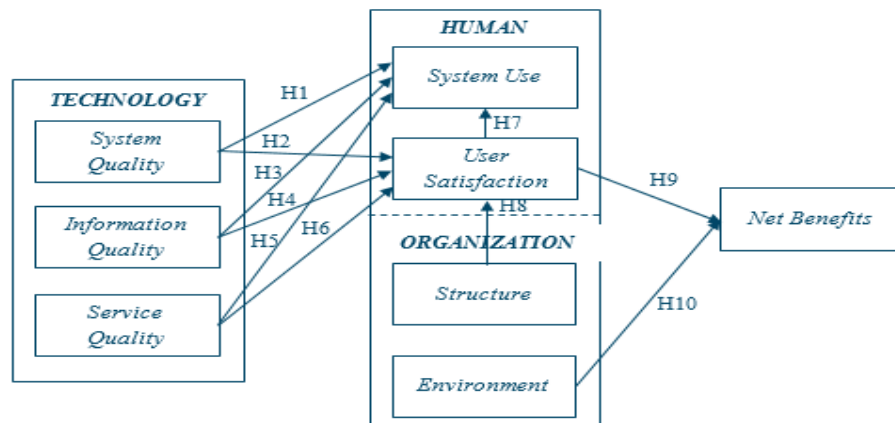 HUMAN
System Use
TECHNOLOGY
System
Quality
Information
Quality
Service
Quality
H1
H2
H3
H4
H5
H6
H7
User
Satisfaction
H8
ORGANIZATION
Structure
Environment
H9
H10
Net Benefits